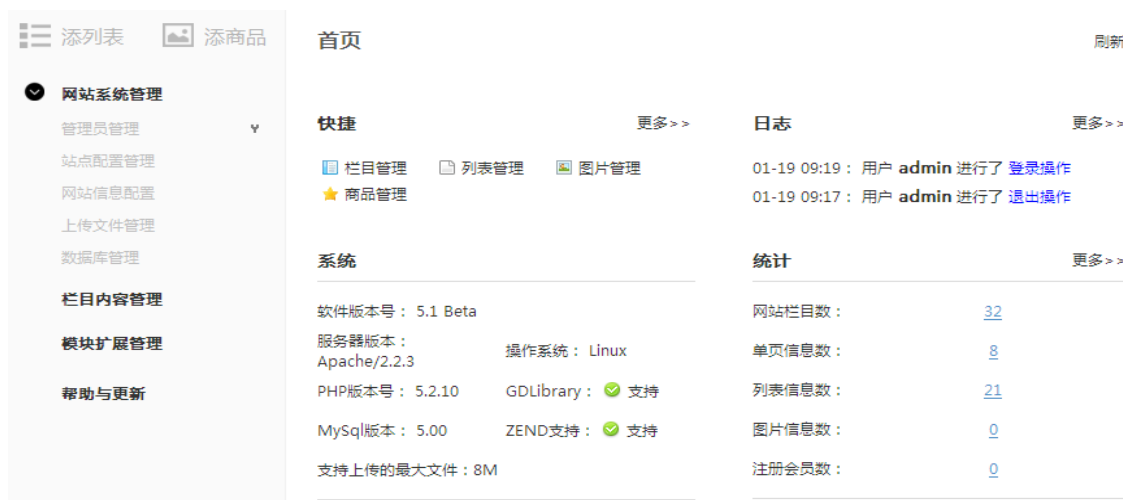 添列表 添商品
首页 刷新
网站系统管理
管理员管理
站点配置管理
网站信息配置
上传文件管理
数据库管理
栏目内容管理
模块扩展管理
帮助与更新
快捷 更多>>
栏目管理 列表管理 图片管理
商品管理
日志 更多>>
01-19 09:19： 用户 admin 进行了 登录操作
01-19 09:17： 用户 admin 进行了 退出操作
系统
软件版本号： 5.1 Beta
服务器版本：
Apache/2.2.3 操作系统： Linux
PHP版本号： 5.2.10 GDLibrary： 支持
MySql版本： 5.00 ZEND支持： 支持
支持上传的最大文件：8M
统计 更多>>
网站栏目数： 32
单页信息数： 8
列表信息数： 21
图片信息数： 0
注册会员数： 0